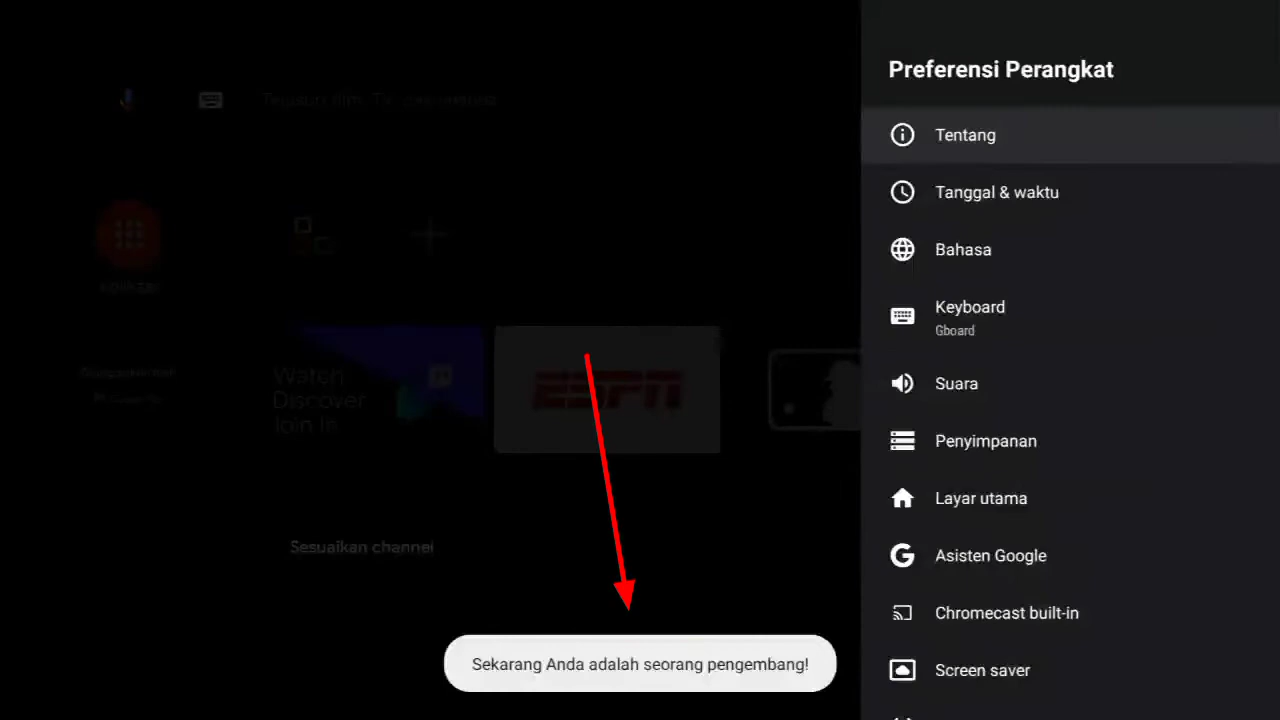 Preferensi Perangkat
Tentang
Tanggal & waktu
Bahasa
Keyboard
Gboard
Suara
Penyimpanan
Layar utama
Asisten Google
Chromecast built-in
Screen saver
Watch
Discover
Join In
ESPN
Sesuaikan channel
Sekarang Anda adalah seorang pengembang!